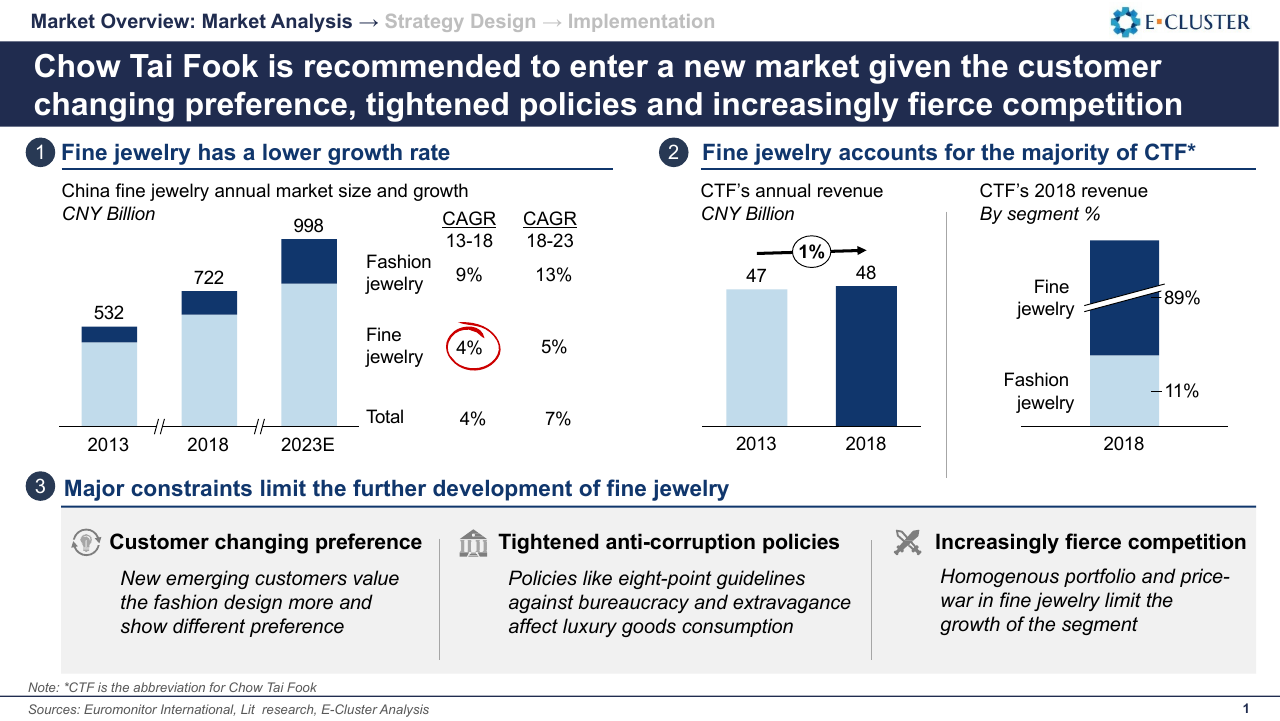 Market Overview: Market Analysis → Strategy Design → Implementation
E·CLUSTER
Chow Tai Fook is recommended to enter a new market given the customer
changing preference, tightened policies and increasingly fierce competition
1 Fine jewelry has a lower growth rate
China fine jewelry annual market size and growth
CNY Billion
532
722
998
2013
2018
2023E
CAGR
13-18
CAGR
18-23
Fashion
jewelry
9%
13%
Fine
jewelry
4%
5%
Total
4%
7%
2 Fine jewelry accounts for the majority of CTF*
CTF's annual revenue
CNY Billion
1%
47
48
2013
2018
CTF's 2018 revenue
By segment %
Fine
jewelry
89%
Fashion
jewelry
11%
2018
3 Major constraints limit the further development of fine jewelry
Customer changing preference
New emerging customers value
the fashion design more and
show different preference
Tightened anti-corruption policies
Policies like eight-point guidelines
against bureaucracy and extravagance
affect luxury goods consumption
Increasingly fierce competition
Homogenous portfolio and price-
war in fine jewelry limit the
growth of the segment
Note: *CTF is the abbreviation for Chow Tai Fook
Sources: Euromonitor International, Lit research, E-Cluster Analysis
1